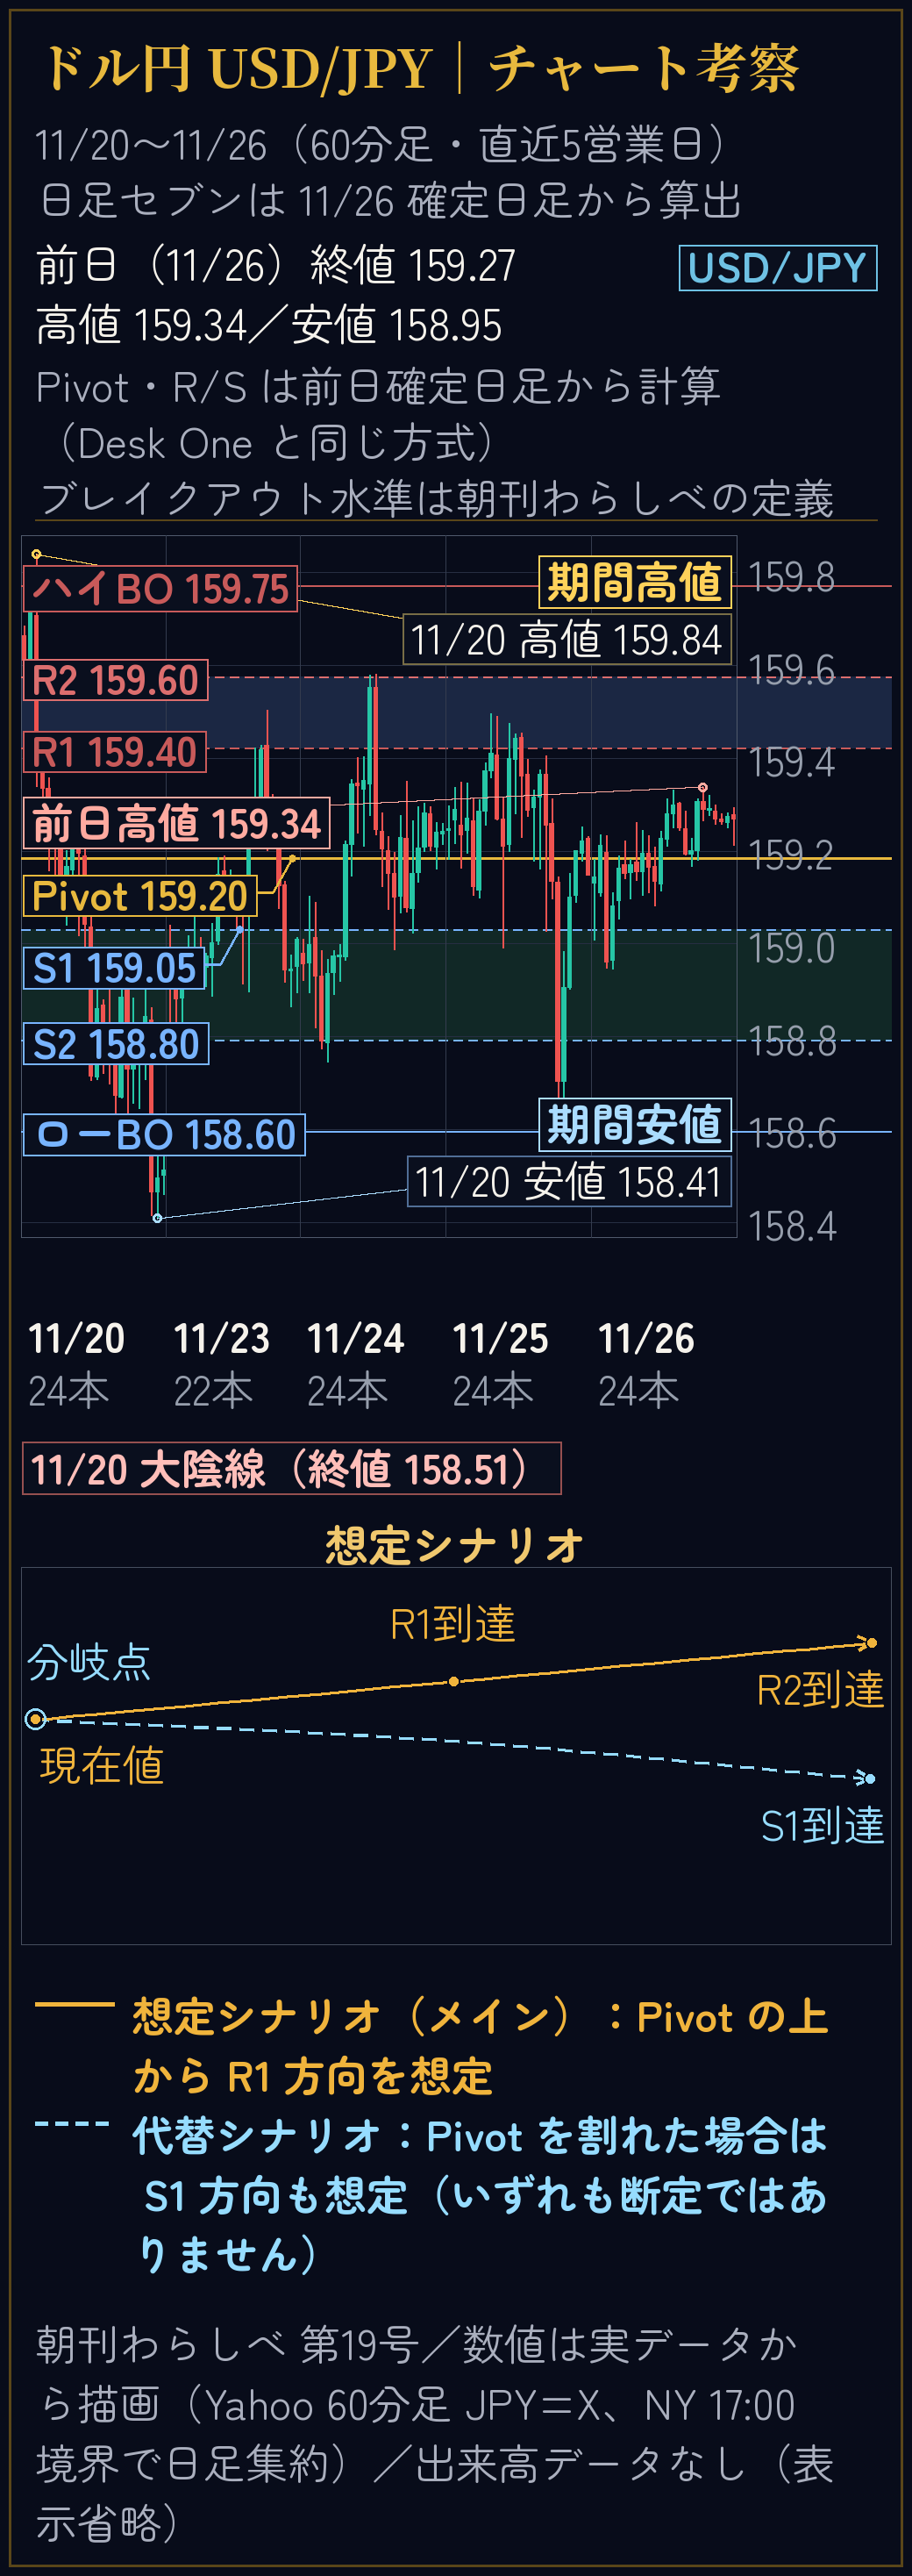 ドル円 USD/JPY｜チャート考察
11/20〜11/26（60分足・直近5営業日）
日足セブンは 11/26 確定日足から算出
前日（11/26）終値 159.27
USD/JPY
高値 159.34／安値 158.95
Pivot・R/S は前日確定日足から計算
（Desk One と同じ方式）
ブレイクアウト水準は朝刊わらしべの定義
ハイBO 159.75
期間高値
159.8
11/20 高値 159.84
R2 159.60
159.6
R1 159.40
159.4
前日高値 159.34
159.2
Pivot 159.20
S1 159.05
159.0
S2 158.80
158.8
ローBO 158.60
期間安値
158.6
11/20 安値 158.41
158.4
11/20 11/23 11/24 11/25 11/26
24本 22本 24本 24本 24本
11/20 大陰線（終値 158.51）
想定シナリオ
R1到達
分岐点
R2到達
現在値
S1到達
想定シナリオ（メイン）：Pivot の上
から R1 方向を想定
代替シナリオ：Pivot を割れた場合は
S1 方向も想定（いずれも断定ではあ
りません）
朝刊わらしべ 第19号／数値は実データか
ら描画（Yahoo 60分足 JPY=X、NY 17:00
境界で日足集約）／出来高データなし（表
示省略）